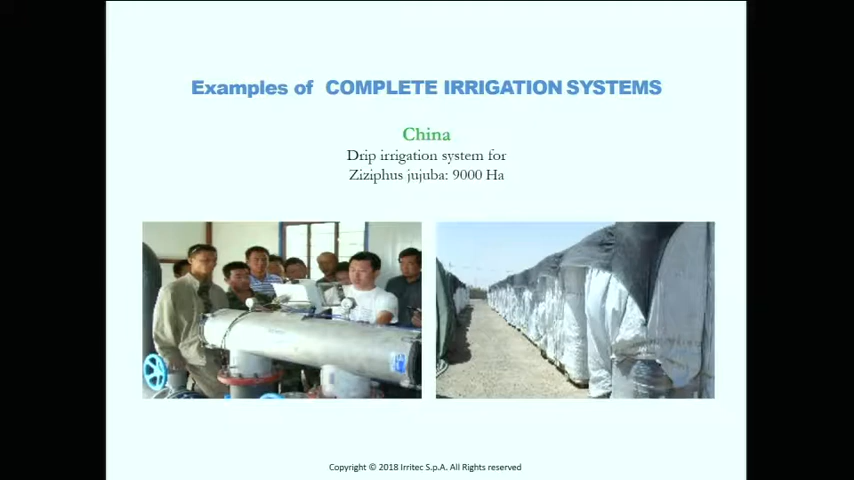 Examples of COMPLETE IRRIGATION SYSTEMS
China
Drip irrigation system for
Ziziphus jujuba: 9000 Ha
Copyright © 2018 Irritec S.p.A. All Rights reserved